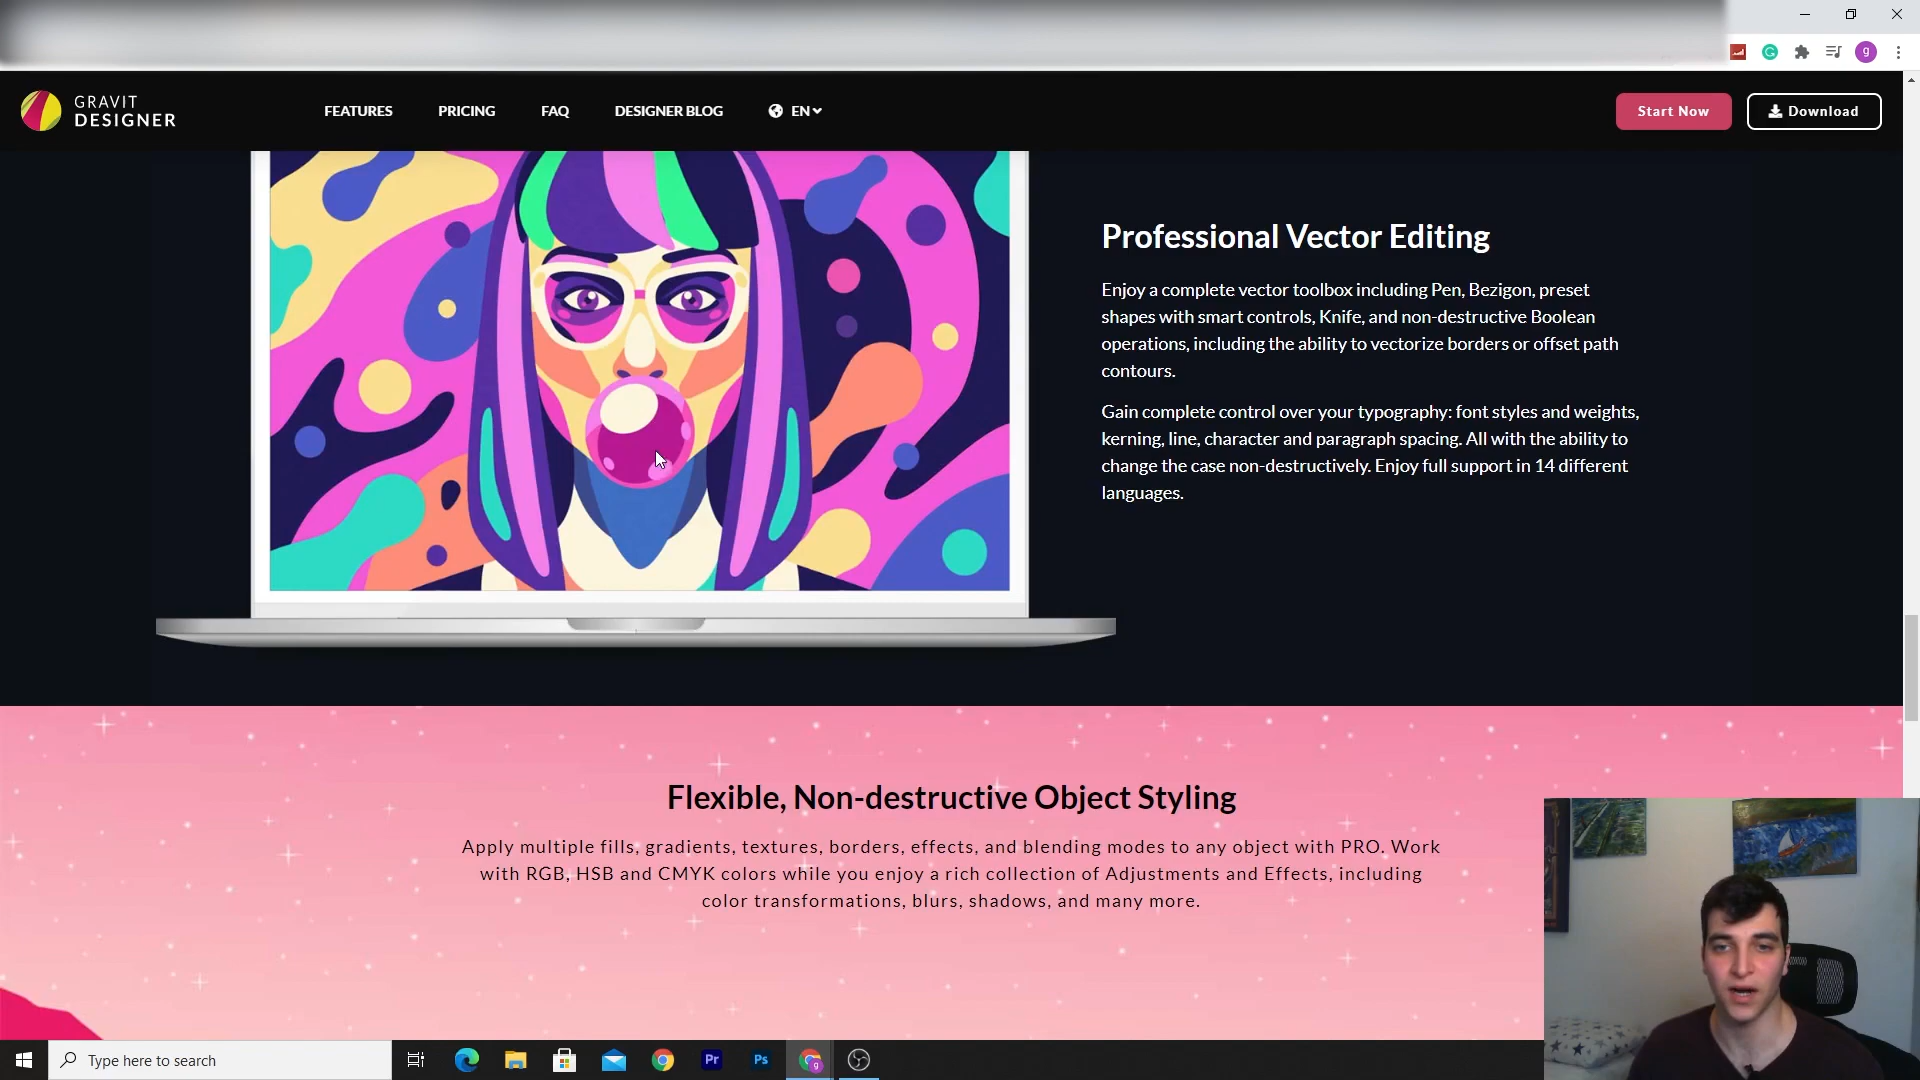 GRAVIT
DESIGNER
FEATURES
PRICING
FAQ
DESIGNER BLOG
EN
Start Now
Download
g
Professional Vector Editing
Enjoy a complete vector toolbox including Pen, Bezigon, preset
shapes with smart controls, Knife, and non-destructive Boolean
operations, including the ability to vectorize borders or offset path
contours.
Gain complete control over your typography: font styles and weights,
kerning, line, character and paragraph spacing. All with the ability to
change the case non-destructively. Enjoy full support in 14 different
languages.
Flexible, Non-destructive Object Styling
Apply multiple fills, gradients, textures, borders, effects, and blending modes to any object with PRO. Work
with RGB, HSB and CMYK colors while you enjoy a rich collection of Adjustments and Effects, including
color transformations, blurs, shadows, and many more.
Type here to search
Pr
Ps